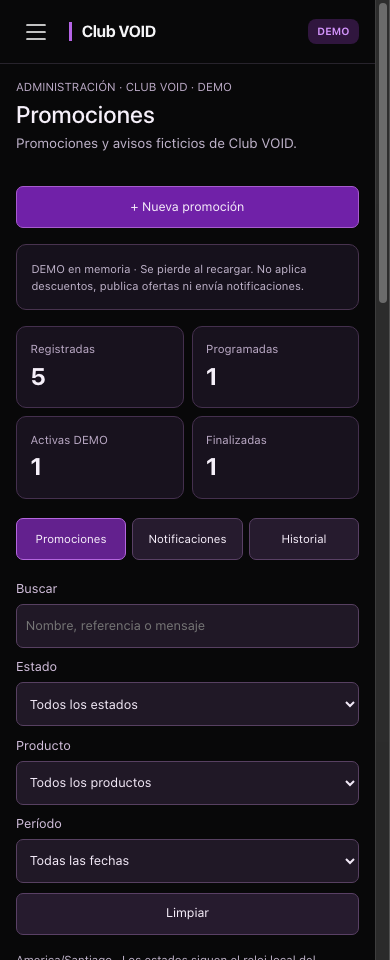 Club VOID
DEMO
ADMINISTRACIÓN · CLUB VOID · DEMO
Promociones
Promociones y avisos ficticios de Club VOID.
+ Nueva promoción
DEMO en memoria · Se pierde al recargar. No aplica
descuentos, publica ofertas ni envía notificaciones.
Registradas
5
Programadas
1
Activas DEMO
1
Finalizadas
1
Promociones
Notificaciones
Historial
Buscar
Nombre, referencia o mensaje
Estado
Todos los estados
Producto
Todos los productos
Período
Todas las fechas
Limpiar
America/Santiago · Los estados siguen el reloj local del